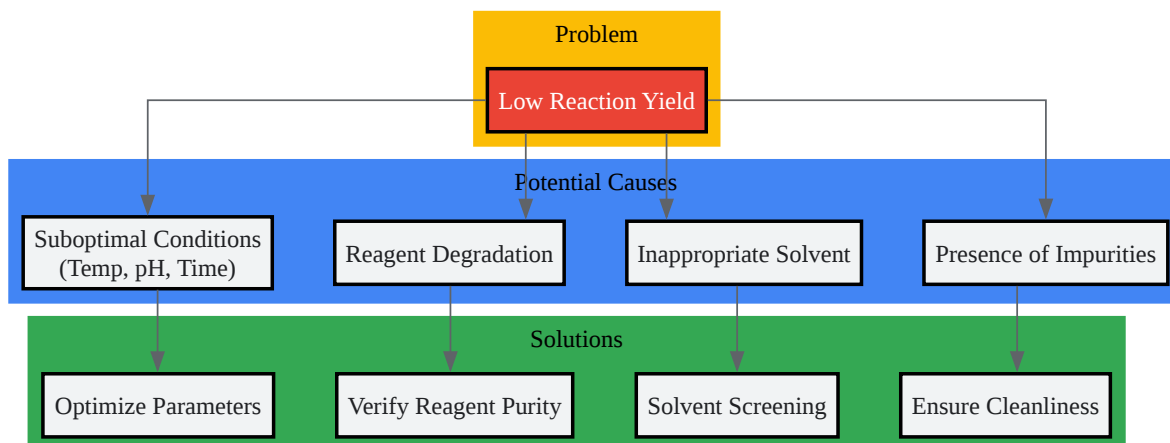 Problem
Low Reaction Yield
Potential Causes
Suboptimal Conditions
(Temp, pH, Time)
Reagent Degradation
Inappropriate Solvent
Presence of Impurities
Solutions
Optimize Parameters
Verify Reagent Purity
Solvent Screening
Ensure Cleanliness